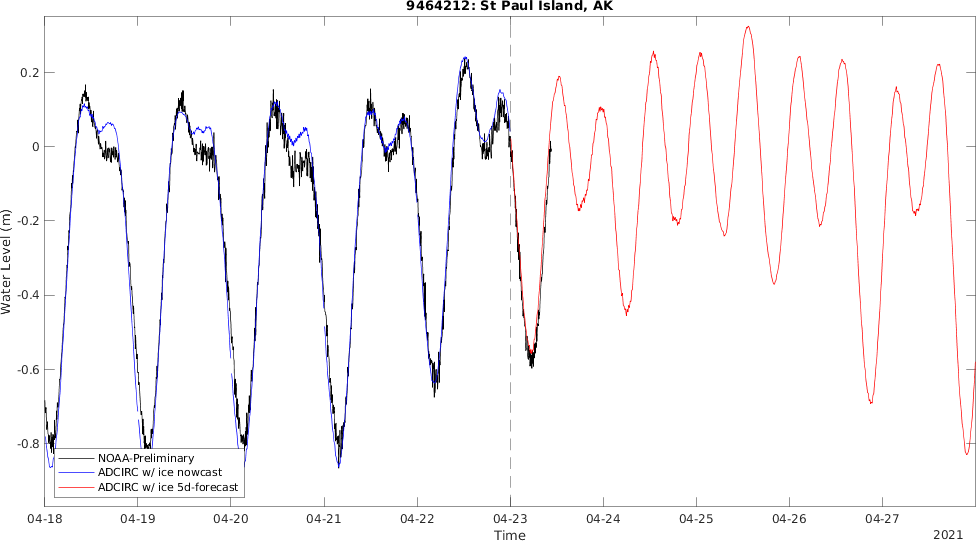 9464212: St Paul Island, AK
Water Level (m)
0.2
0
-0.2
-0.4
-0.6
-0.8
NOAA-Preliminary
ADCIRC w/ ice nowcast
ADCIRC w/ ice 5d-forecast
04-18 04-19 04-20 04-21 04-22 04-23 04-24 04-25 04-26 04-27
Time
2021